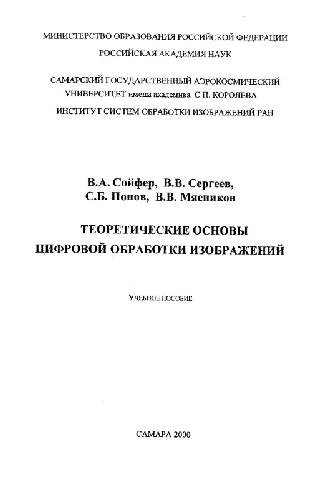 МИНИСТЕРСТВО ОБРАЗОВАНИЯ РОССИЙСКОЙ ФЕДЕРАЦИИ
РОССИЙСКАЯ АКАДЕМИЯ НАУК
САМАРСКИЙ ГОСУДАРСТВЕННЫЙ АЭРОКОСМИЧЕСКИЙ
УНИВЕРСИТЕТ имени академика С.П. КОРОЛЕВА
ИНСТИТУТ СИСТЕМ ОБРАБОТКИ ИЗОБРАЖЕНИЙ РАН
В.А. Сойфер, В.В. Сергеев,
С.Б. Попов, В.В. Мясников
ТЕОРЕТИЧЕСКИЕ ОСНОВЫ
ЦИФРОВОЙ ОБРАБОТКИ ИЗОБРАЖЕНИЙ
УЧЕБНОЕ ПОСОБИЕ
САМАРА 2000